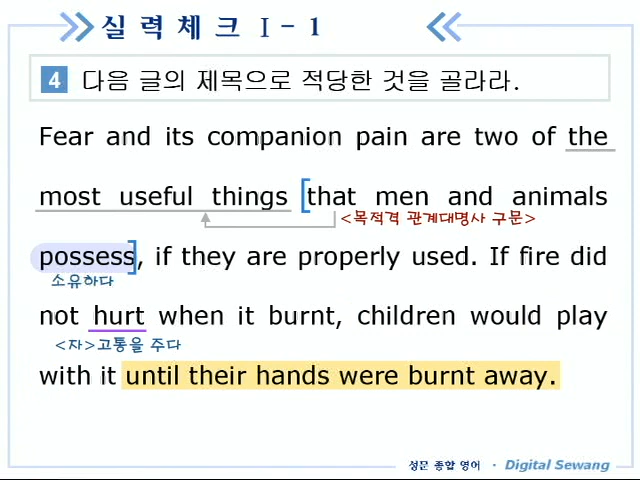 실력체크 I - 1
4 다음 글의 제목으로 적당한 것을 골라라.
Fear and its companion pain are two of the
most useful things [that men and animals
<목적격 관계대명사 구문>
possess], if they are properly used. If fire did
소유하다
not hurt when it burnt, children would play
<자>고통을 주다
with it until their hands were burnt away.
성문 종합 영어 · Digital Sewang